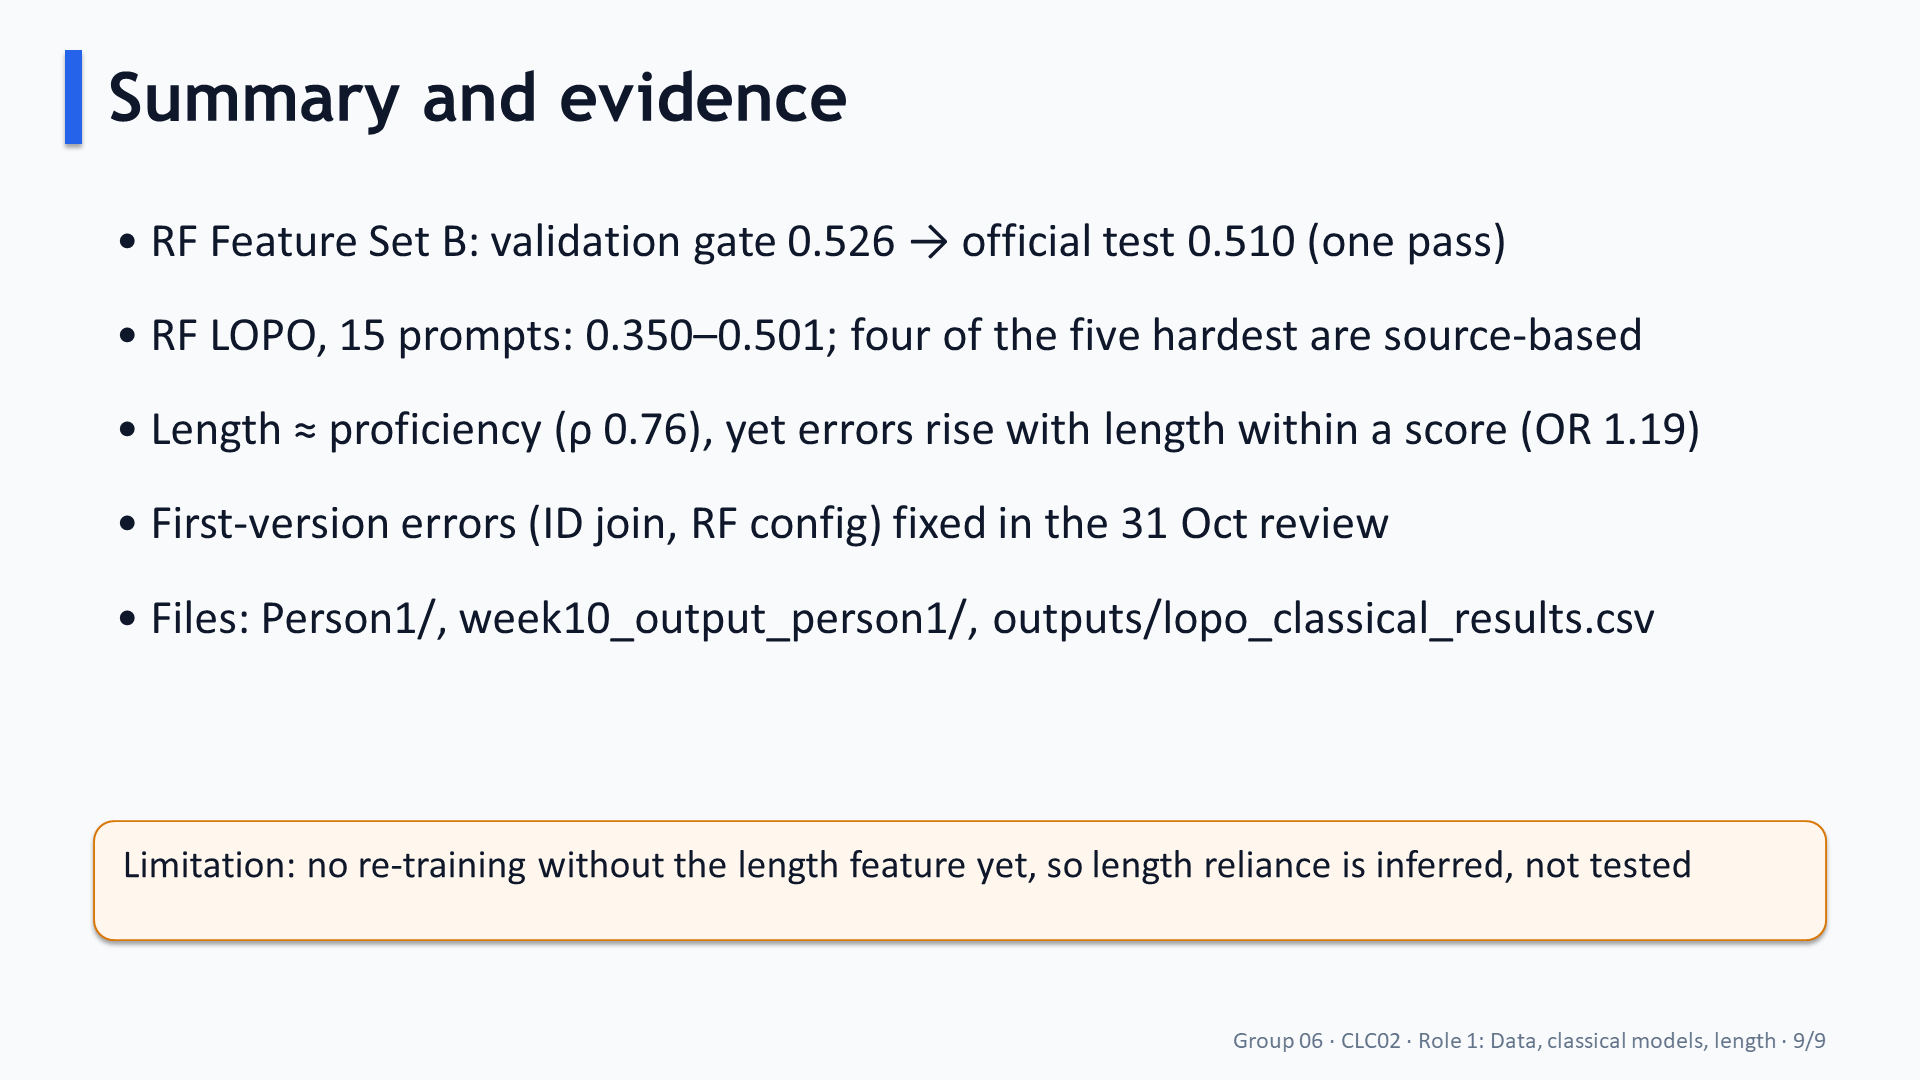 Summary and evidence
• RF Feature Set B: validation gate 0.526 → official test 0.510 (one pass)
• RF LOPO, 15 prompts: 0.350–0.501; four of the five hardest are source-based
• Length ≈ proficiency (ρ 0.76), yet errors rise with length within a score (OR 1.19)
• First-version errors (ID join, RF config) fixed in the 31 Oct review
• Files: Person1/, week10_output_person1/, outputs/lopo_classical_results.csv
Limitation: no re-training without the length feature yet, so length reliance is inferred, not tested
Group 06 · CLC02 · Role 1: Data, classical models, length · 9/9